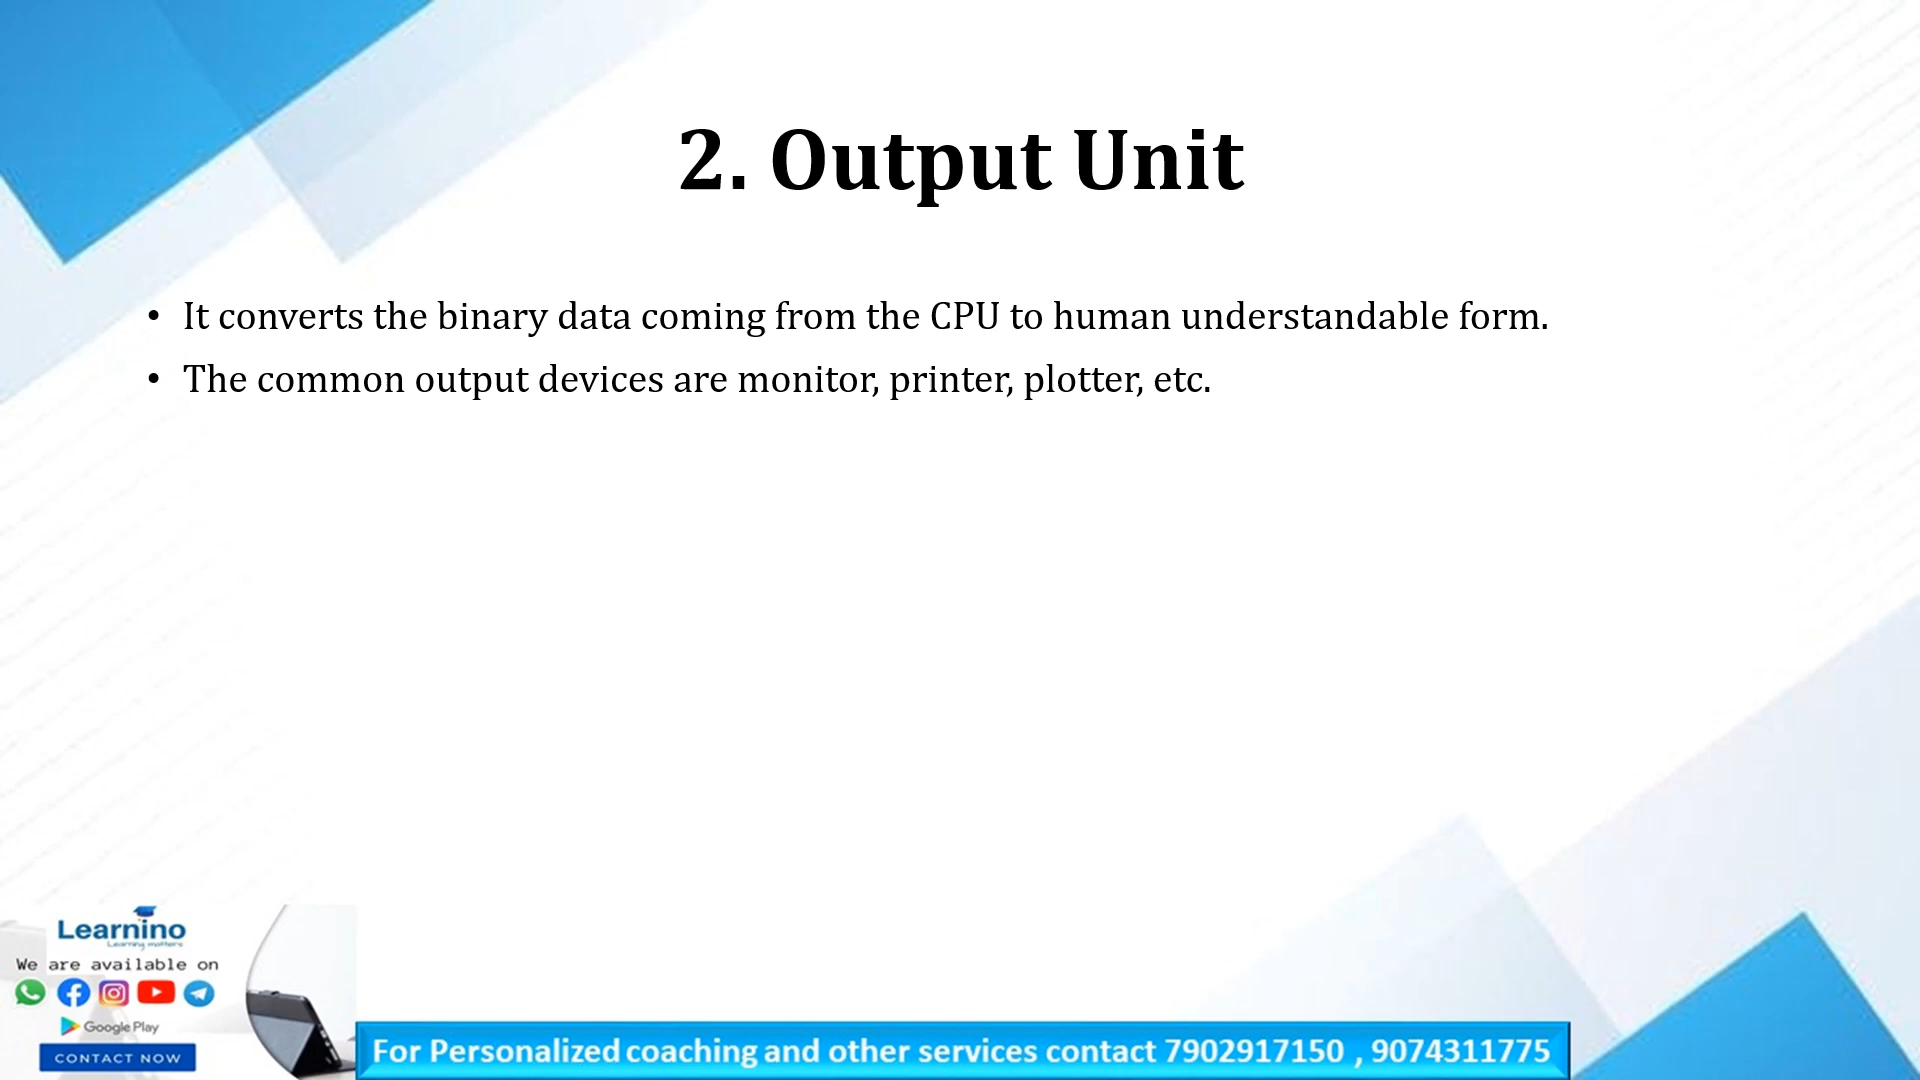 2. Output Unit
• It converts the binary data coming from the CPU to human understandable form.
• The common output devices are monitor, printer, plotter, etc.
Learnino
Learning matters
We are available on
Google Play
CONTACT NOW
For Personalized coaching and other services contact 7902917150 , 9074311775